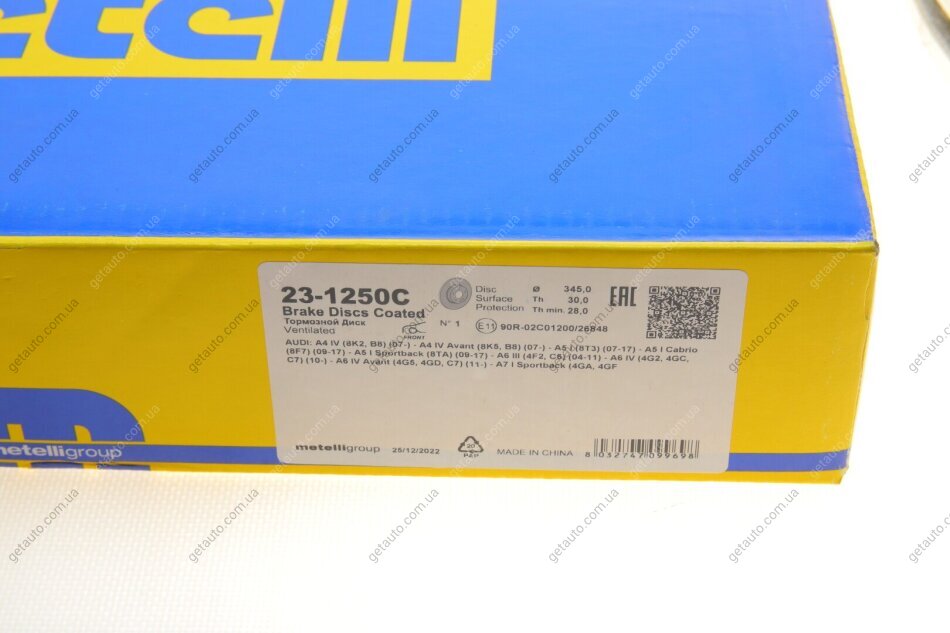 etelli
23-1250C
Brake Discs Coated
Тормозной Диск
Ventilated
FRONT
N° 1
Disc Ø 345,0
Surface Th 30,0
Protection Th min. 28,0
EAC
E11 90R-02C01200/26848
AUDI: A4 IV (8K2, B8) (07-) - A4 IV Avant (8K5, B8) (07-) - A5 I (8T3) (07-17) - A5 I Cabrio
(8F7) (09-17) - A5 I Sportback (8TA) (09-17) - A6 III (4F2, C6) (04-11) - A6 IV (4G2, 4GC,
C7) (10-) - A6 IV Avant (4G5, 4GD, C7) (11-) - A7 I Sportback (4GA, 4GF
metelligroup
25/12/2022
20
PAP
MADE IN CHINA
8 032747 099698
metelligroup
getauto.com.ua